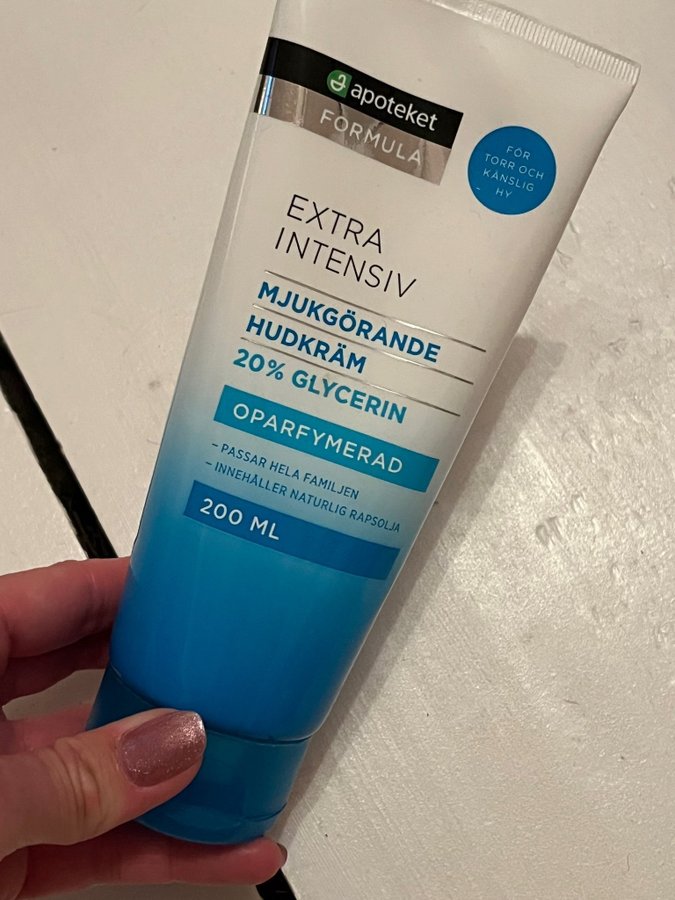 apoteket
FORMULA
FÖR
TORR OCH
KÄNSLIG
HY
EXTRA
INTENSIV
MJUKGÖRANDE
HUDKRÄM
20% GLYCERIN
OPARFYMERAD
– PASSAR HELA FAMILJEN
– INNEHÅLLER NATURLIG RAPSOLJA
200 ML